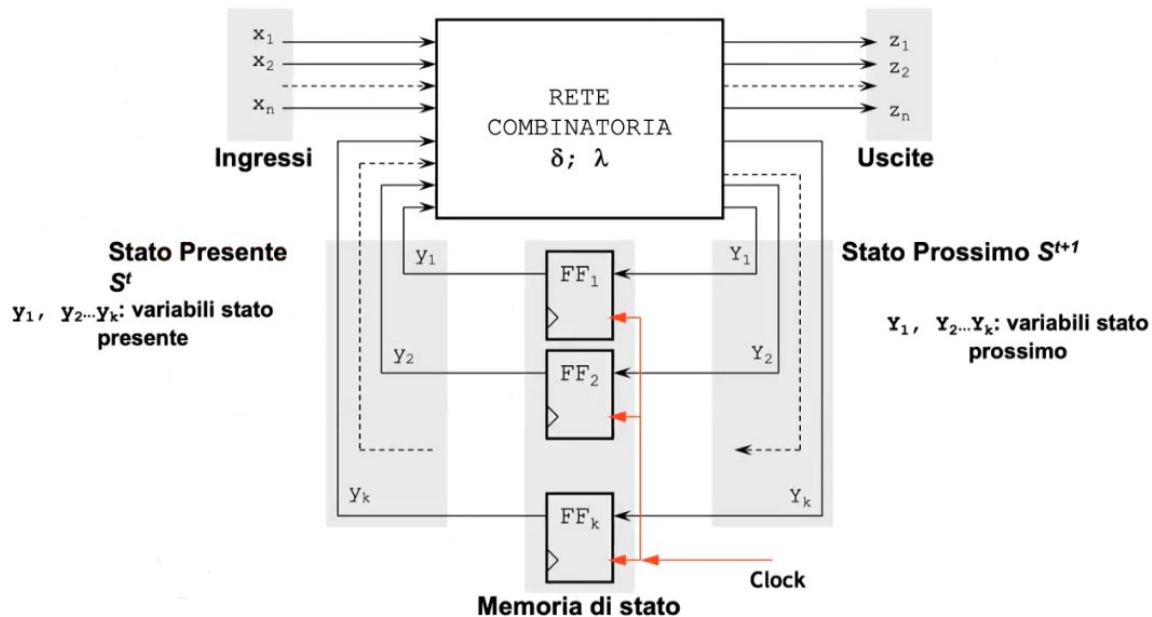 x₁
x₂
xₙ
Ingressi
RETE
COMBINATORIA
δ; λ
z₁
z₂
zₙ
Uscite
Stato Presente
Sᵗ
y₁, y₂…yₖ: variabili stato
presente
y₁
y₂
yₖ
FF₁
FF₂
FFₖ
Memoria di stato
Clock
Y₁
Y₂
Yₖ
Stato Prossimo Sᵗ⁺¹
Y₁, Y₂…Yₖ: variabili stato
prossimo